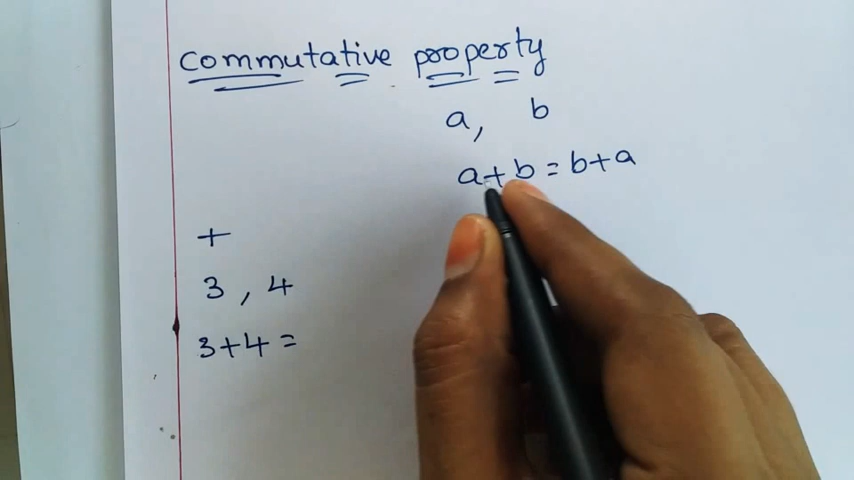 commutative property
a, b
a+b = b+a
+
3 , 4
3+4 =